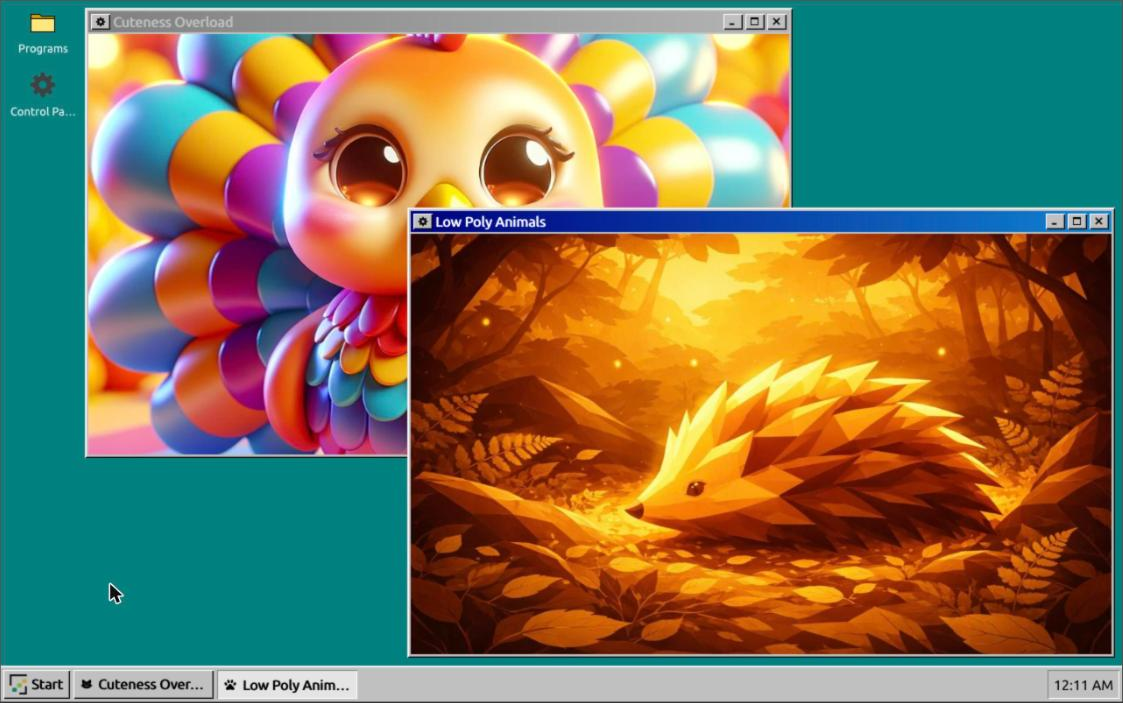 Programs
Control Pa...
Cuteness Overload
Low Poly Animals
Start
Cuteness Over...
Low Poly Anim...
12:11 AM